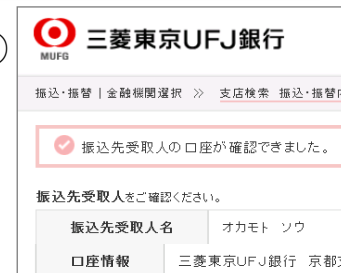 三菱東京UFJ銀行
MUFG
振込・振替 | 金融機関選択 ≫ 支店検索 振込・振替
振込先受取人の口座が確認できました。
振込先受取人をご確認ください。
振込先受取人名 オカモト ソウ
口座情報 三菱東京UFJ銀行 京都